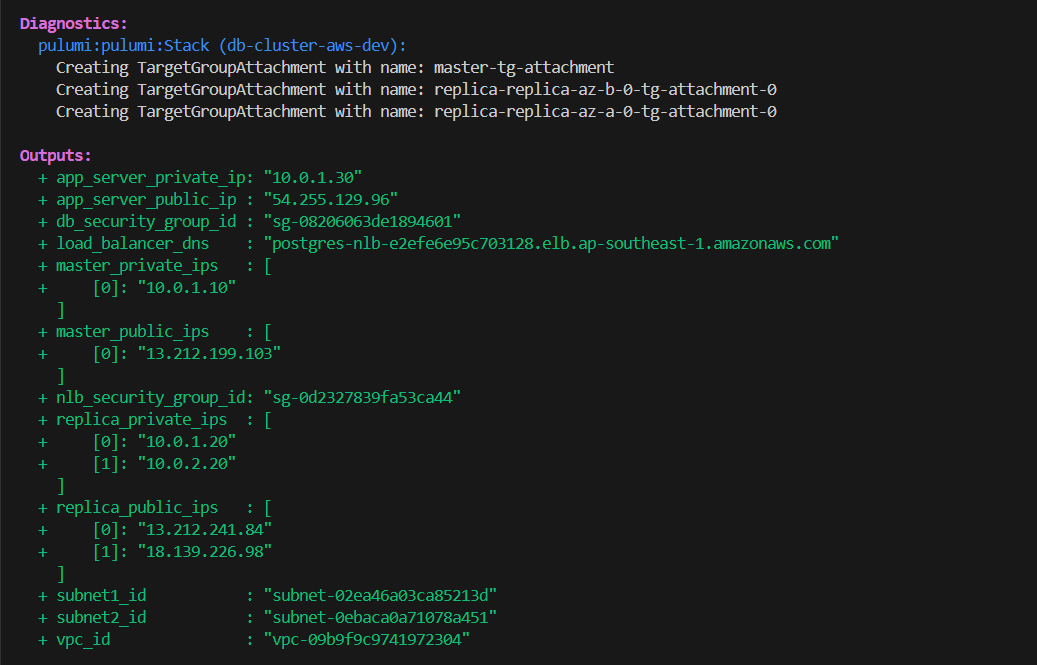 Diagnostics:
pulumi:pulumi:Stack (db-cluster-aws-dev):
Creating TargetGroupAttachment with name: master-tg-attachment
Creating TargetGroupAttachment with name: replica-replica-az-b-0-tg-attachment-0
Creating TargetGroupAttachment with name: replica-replica-az-a-0-tg-attachment-0
Outputs:
+ app_server_private_ip: "10.0.1.30"
+ app_server_public_ip : "54.255.129.96"
+ db_security_group_id : "sg-08206063de1894601"
+ load_balancer_dns : "postgres-nlb-e2efe6e95c703128.elb.ap-southeast-1.amazonaws.com"
+ master_private_ips : [
+ [0]: "10.0.1.10"
]
+ master_public_ips : [
+ [0]: "13.212.199.103"
]
+ nlb_security_group_id: "sg-0d2327839fa53ca44"
+ replica_private_ips : [
+ [0]: "10.0.1.20"
+ [1]: "10.0.2.20"
]
+ replica_public_ips : [
+ [0]: "13.212.241.84"
+ [1]: "18.139.226.98"
]
+ subnet1_id : "subnet-02ea46a03ca85213d"
+ subnet2_id : "subnet-0ebaca0a71078a451"
+ vpc_id : "vpc-09b9f9c9741972304"